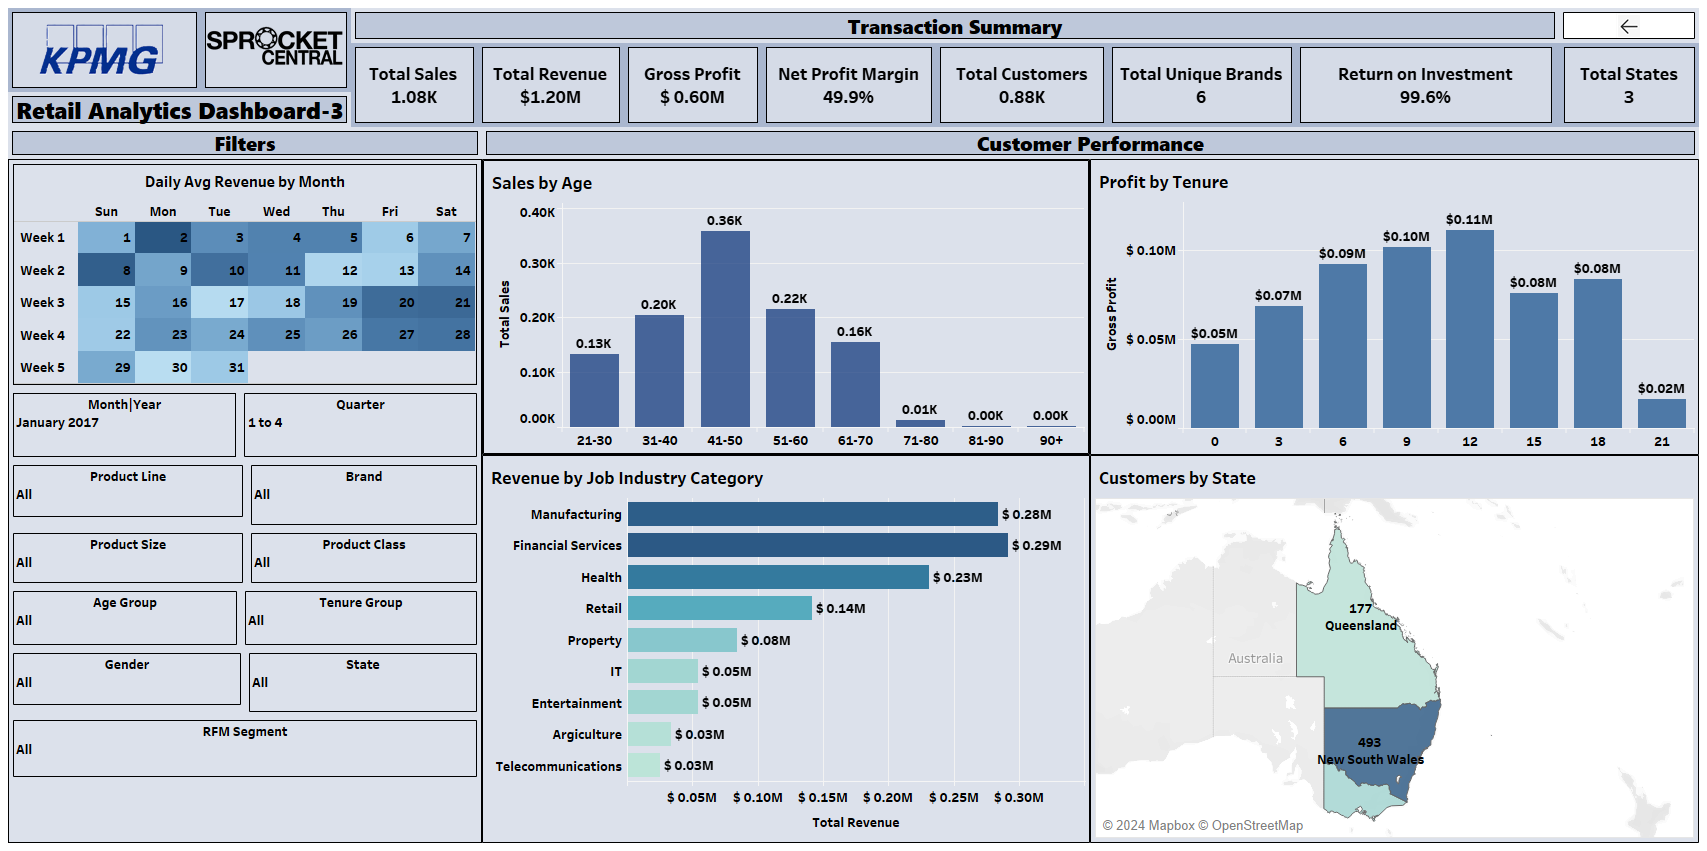 KPMG
SPROCKET
CENTRAL
Retail Analytics Dashboard-3
Transaction Summary
←
Total Sales
1.08K
Total Revenue
$1.20M
Gross Profit
$ 0.60M
Net Profit Margin
49.9%
Total Customers
0.88K
Total Unique Brands
6
Return on Investment
99.6%
Total States
3
Filters
Customer Performance
Daily Avg Revenue by Month
Sun Mon Tue Wed Thu Fri Sat
Week 1 1 2 3 4 5 6 7
Week 2 8 9 10 11 12 13 14
Week 3 15 16 17 18 19 20 21
Week 4 22 23 24 25 26 27 28
Week 5 29 30 31
Month|Year
January 2017
Quarter
1 to 4
Product Line
All
Brand
All
Product Size
All
Product Class
All
Age Group
All
Tenure Group
All
Gender
All
State
All
RFM Segment
All
Sales by Age
Total Sales
0.40K
0.30K
0.20K
0.10K
0.00K
0.13K
0.20K
0.36K
0.22K
0.16K
0.01K
0.00K
0.00K
21-30 31-40 41-50 51-60 61-70 71-80 81-90 90+
Profit by Tenure
Gross Profit
$ 0.10M
$ 0.05M
$ 0.00M
$0.05M
$0.07M
$0.09M
$0.10M
$0.11M
$0.08M
$0.08M
$0.02M
0 3 6 9 12 15 18 21
Revenue by Job Industry Category
Manufacturing $ 0.28M
Financial Services $ 0.29M
Health $ 0.23M
Retail $ 0.14M
Property $ 0.08M
IT $ 0.05M
Entertainment $ 0.05M
Argiculture $ 0.03M
Telecommunications $ 0.03M
$ 0.05M $ 0.10M $ 0.15M $ 0.20M $ 0.25M $ 0.30M
Total Revenue
Customers by State
177
Queensland
Australia
493
New South Wales
© 2024 Mapbox © OpenStreetMap